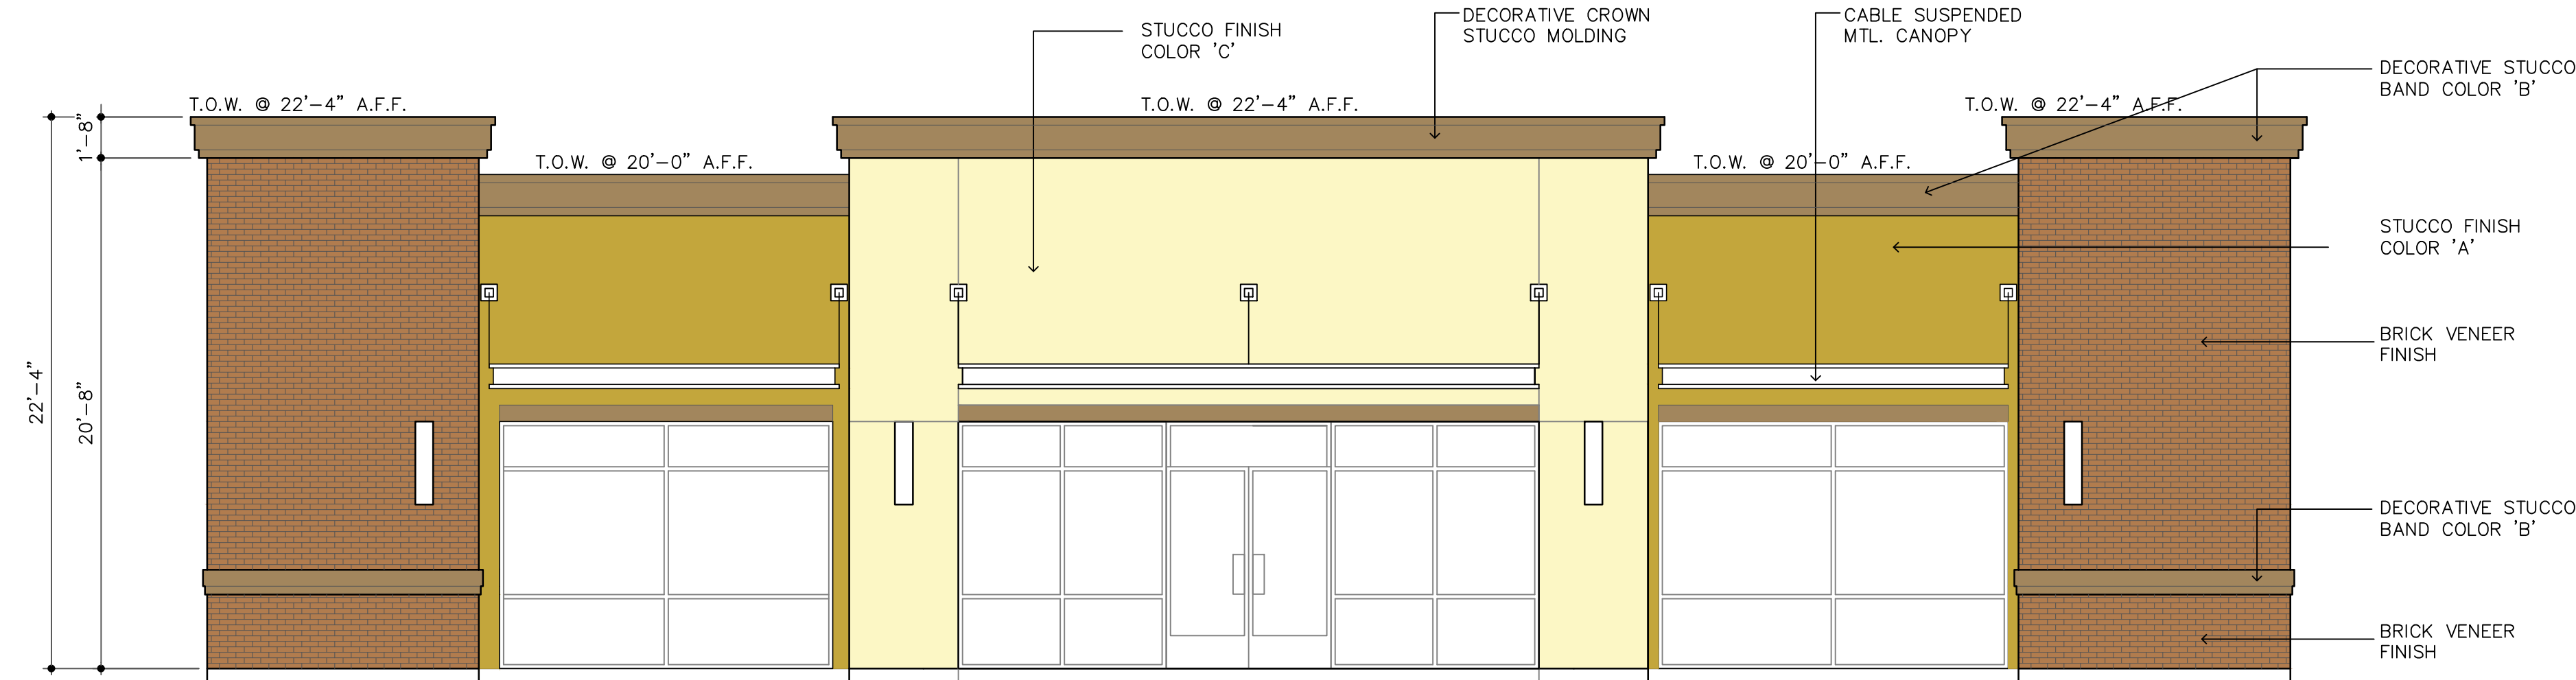 STUCCO FINISH
COLOR 'C'
DECORATIVE CROWN
STUCCO MOLDING
CABLE SUSPENDED
MTL. CANOPY
DECORATIVE STUCCO
BAND COLOR 'B'
T.O.W. @ 22'-4" A.F.F.
T.O.W. @ 22'-4" A.F.F.
T.O.W. @ 22'-4" A.F.F.
1'-8"
T.O.W. @ 20'-0" A.F.F.
T.O.W. @ 20'-0" A.F.F.
STUCCO FINISH
COLOR 'A'
BRICK VENEER
FINISH
22'-4"
20'-8"
DECORATIVE STUCCO
BAND COLOR 'B'
BRICK VENEER
FINISH